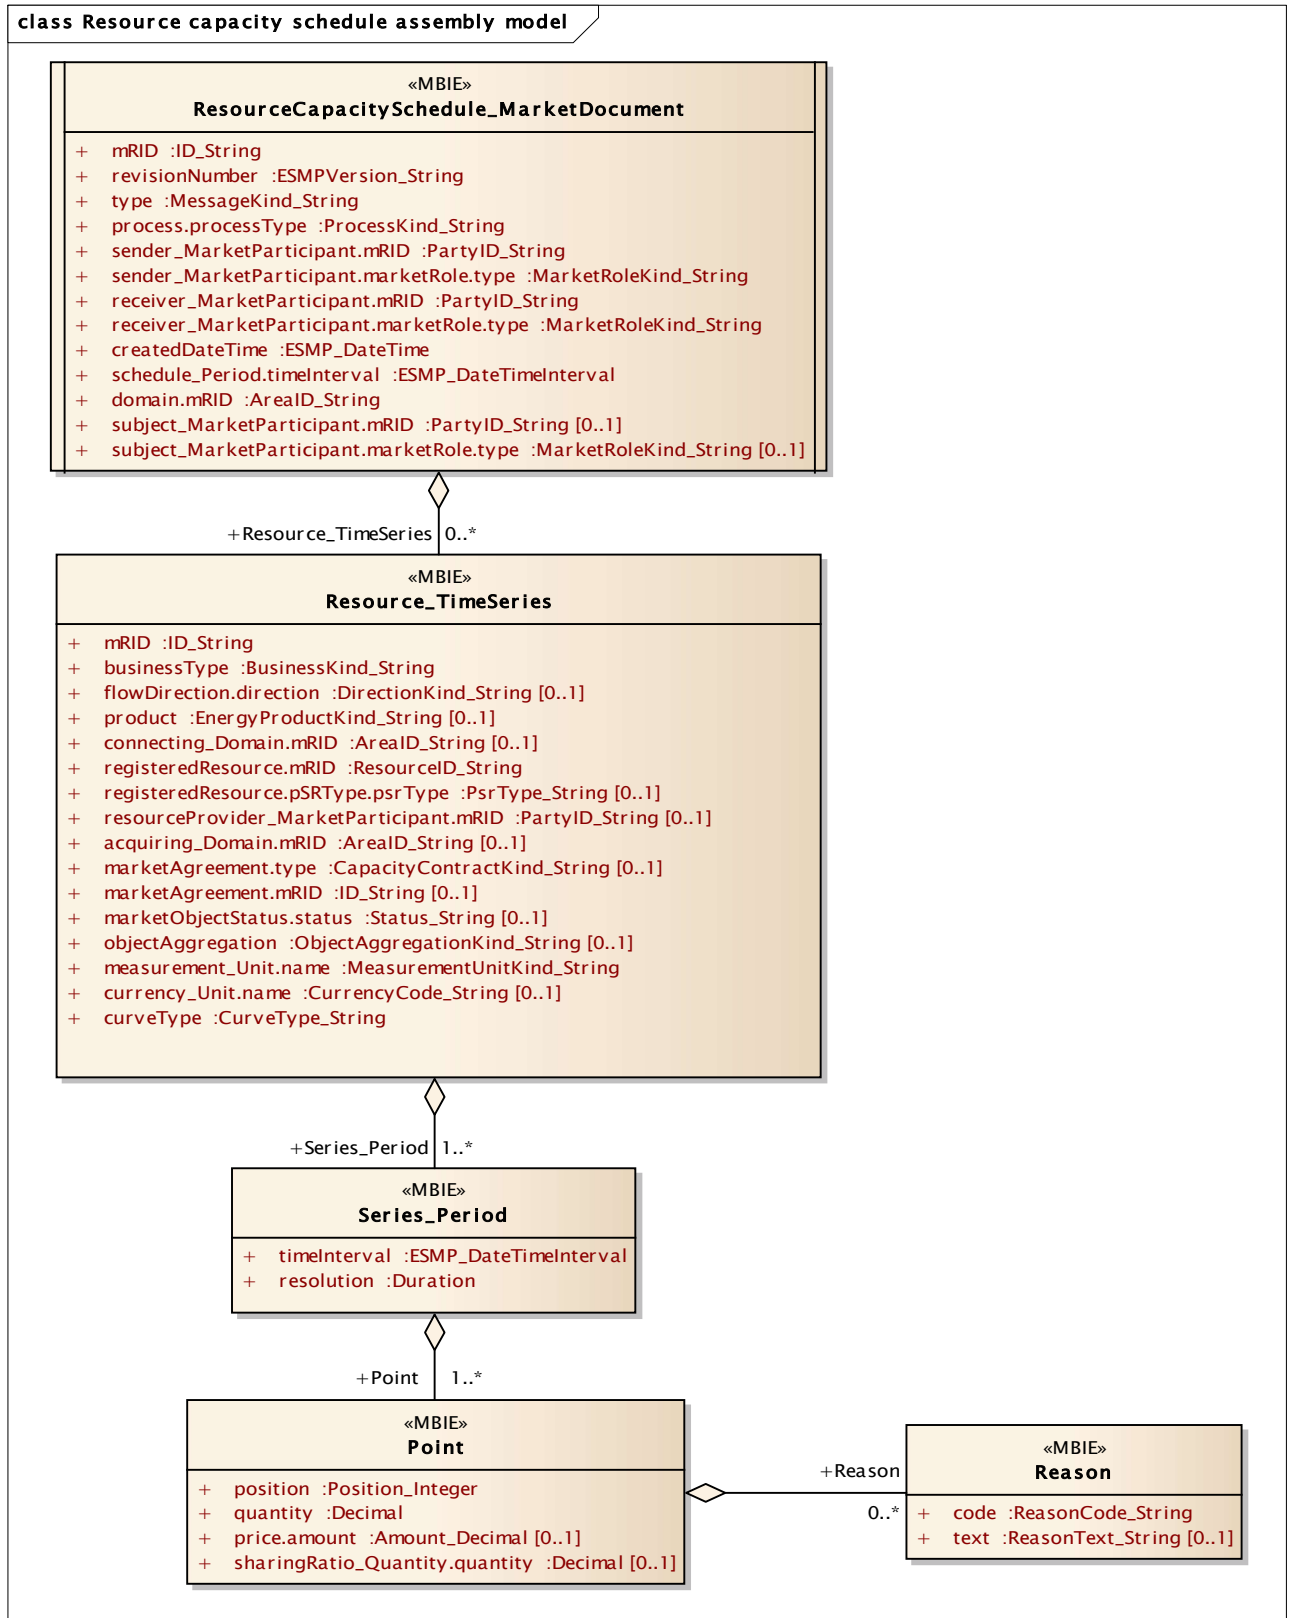 class Resource capacity schedule assembly model
«MBIE»
ResourceCapacitySchedule_MarketDocument
+ mRID :ID_String
+ revisionNumber :ESMPVersion_String
+ type :MessageKind_String
+ process.processType :ProcessKind_String
+ sender_MarketParticipant.mRID :PartyID_String
+ sender_MarketParticipant.marketRole.type :MarketRoleKind_String
+ receiver_MarketParticipant.mRID :PartyID_String
+ receiver_MarketParticipant.marketRole.type :MarketRoleKind_String
+ createdDateTime :ESMP_DateTime
+ schedule_Period.timeInterval :ESMP_DateTimeInterval
+ domain.mRID :AreaID_String
+ subject_MarketParticipant.mRID :PartyID_String [0..1]
+ subject_MarketParticipant.marketRole.type :MarketRoleKind_String [0..1]
+Resource_TimeSeries 0..*
«MBIE»
Resource_TimeSeries
+ mRID :ID_String
+ businessType :BusinessKind_String
+ flowDirection.direction :DirectionKind_String [0..1]
+ product :EnergyProductKind_String [0..1]
+ connecting_Domain.mRID :AreaID_String [0..1]
+ registeredResource.mRID :ResourceID_String
+ registeredResource.pSRType.psrType :PsrType_String [0..1]
+ resourceProvider_MarketParticipant.mRID :PartyID_String [0..1]
+ acquiring_Domain.mRID :AreaID_String [0..1]
+ marketAgreement.type :CapacityContractKind_String [0..1]
+ marketAgreement.mRID :ID_String [0..1]
+ marketObjectStatus.status :Status_String [0..1]
+ objectAggregation :ObjectAggregationKind_String [0..1]
+ measurement_Unit.name :MeasurementUnitKind_String
+ currency_Unit.name :CurrencyCode_String [0..1]
+ curveType :CurveType_String
+Series_Period 1..*
«MBIE»
Series_Period
+ timeInterval :ESMP_DateTimeInterval
+ resolution :Duration
+Point 1..*
«MBIE»
Point
+ position :Position_Integer
+ quantity :Decimal
+ price.amount :Amount_Decimal [0..1]
+ sharingRatio_Quantity.quantity :Decimal [0..1]
+Reason
0..*
«MBIE»
Reason
+ code :ReasonCode_String
+ text :ReasonText_String [0..1]